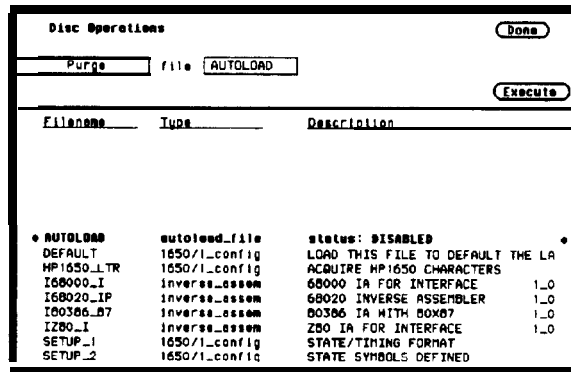 Disc Operations Done
Purge file AUTOLOAD
Execute
Filename Type Description
AUTOLOAD autoload_file status: DISABLED
DEFAULT 1650/1_config LOAD THIS FILE TO DEFAULT THE LA
HP1650_LTR 1650/1_config ACQUIRE HP1650 CHARACTERS
I68000_I inverse_assem 68000 IA FOR INTERFACE 1_0
I68020_IP inverse_assem 68020 INVERSE ASSEMBLER 1_0
I80386_87 inverse_assem 80386 IA WITH 80X87 1_0
IZ80_I inverse_assem Z80 IA FOR INTERFACE 1_0
SETUP_1 1650/1_config STATE/TIMING FORMAT
SETUP_2 1650/1_config STATE SYMBOLS DEFINED